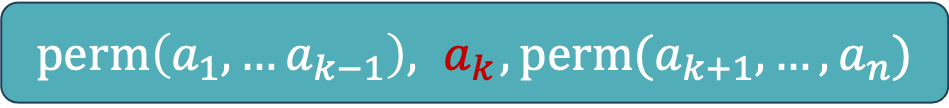 perm(a₁, … aₖ₋₁), aₖ, perm(aₖ₊₁, … , aₙ)